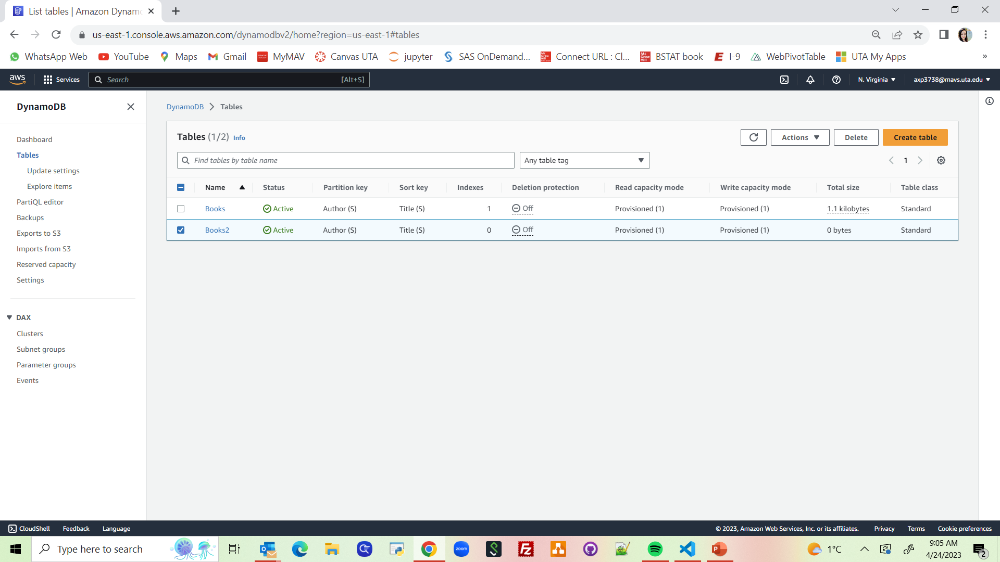 List tables | Amazon Dynam
us-east-1.console.aws.amazon.com/dynamodbv2/home?region=us-east-1#tables
WhatsApp Web YouTube Maps Gmail MyMAV Canvas UTA jupyter SAS OnDemand... Connect URL : Cl... BSTAT book I-9 WebPivotTable UTA My Apps »
aws Services Search [Alt+S] N. Virginia axp3738@mavs.uta.edu
DynamoDB
Dashboard
Tables
Update settings
Explore items
PartiQL editor
Backups
Exports to S3
Imports from S3
Reserved capacity
Settings
DAX
Clusters
Subnet groups
Parameter groups
Events
DynamoDB > Tables
Tables (1/2) Info
Actions Delete Create table
Find tables by table name Any table tag 1
Name Status Partition key Sort key Indexes Deletion protection Read capacity mode Write capacity mode Total size Table class
Books Active Author (S) Title (S) 1 Off Provisioned (1) Provisioned (1) 1.1 kilobytes Standard
Books2 Active Author (S) Title (S) 0 Off Provisioned (1) Provisioned (1) 0 bytes Standard
CloudShell Feedback Language © 2023, Amazon Web Services, Inc. or its affiliates. Privacy Terms Cookie preferences
Type here to search zoom 1°C 9:05 AM
4/24/2023 2